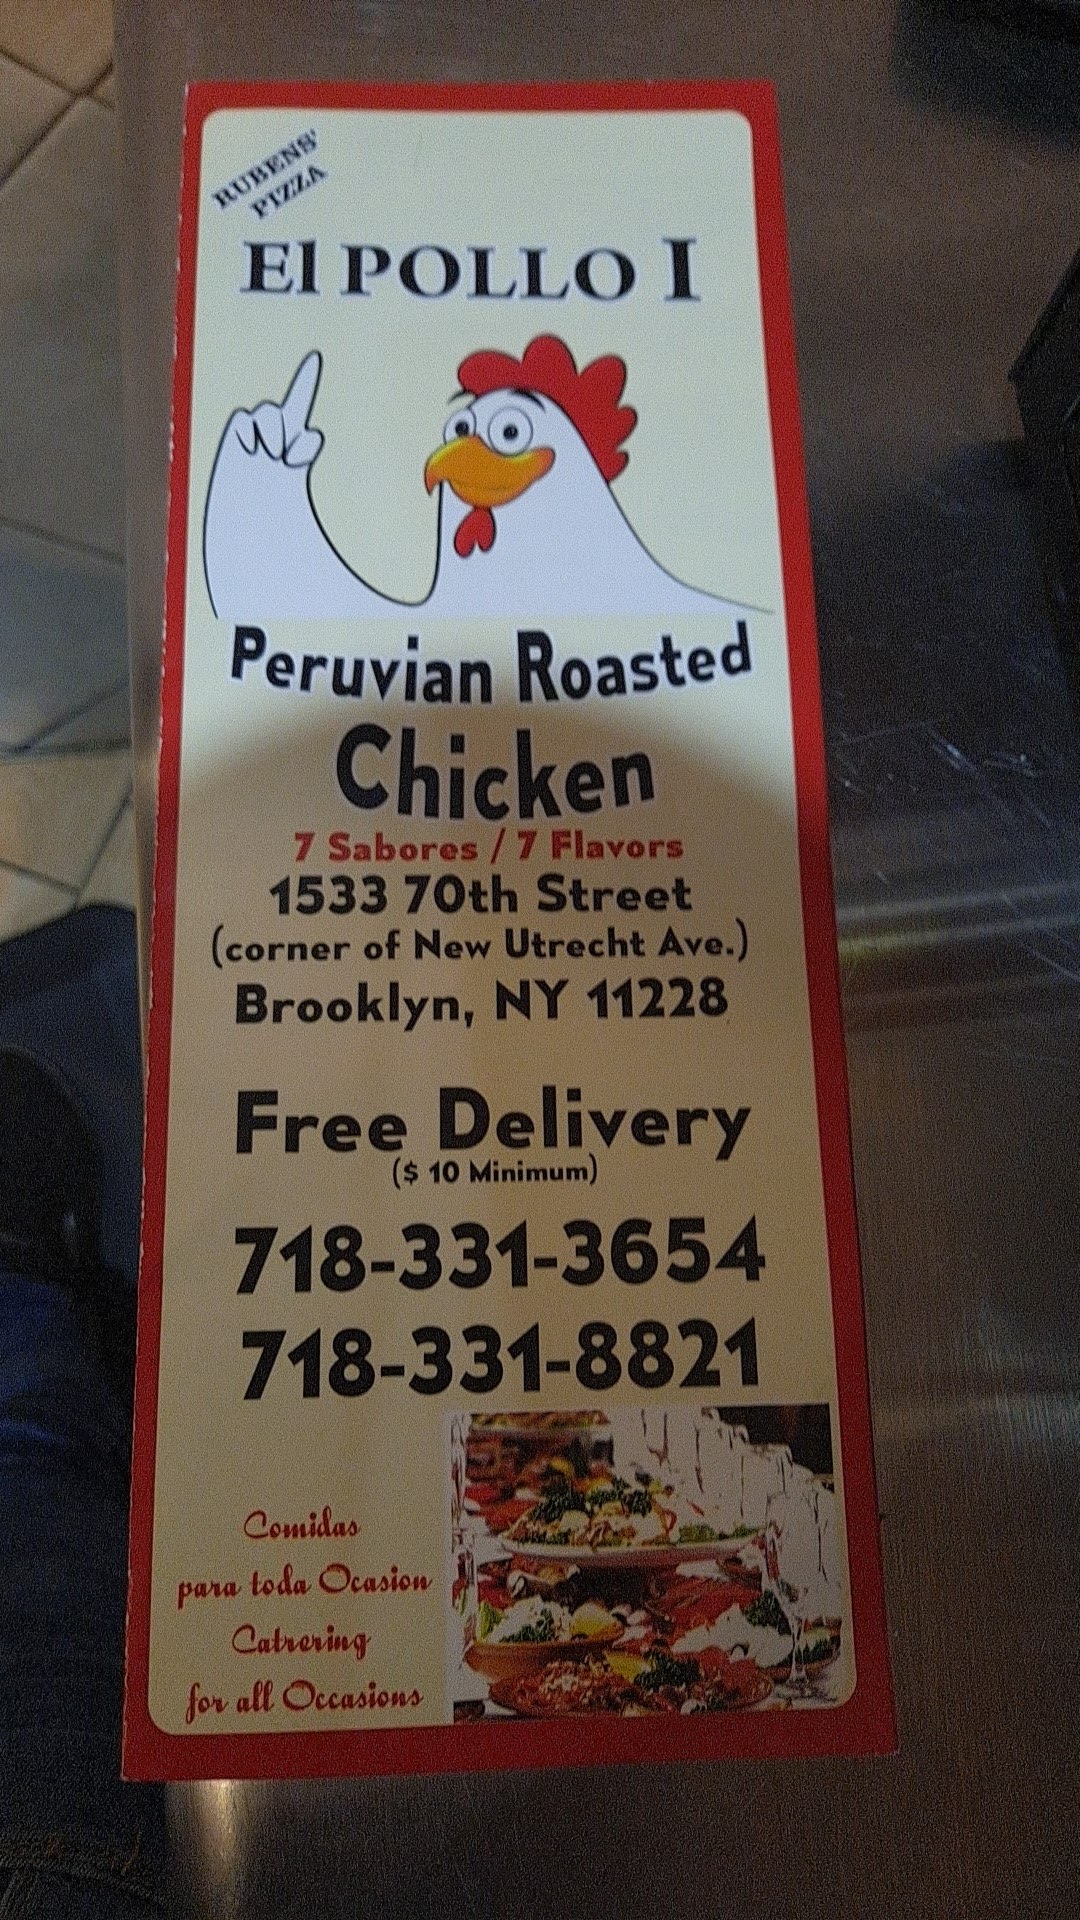 RUBENS'
PIZZA
El POLLO I
Peruvian Roasted
Chicken
7 Sabores / 7 Flavors
1533 70th Street
(corner of New Utrecht Ave.)
Brooklyn, NY 11228
Free Delivery
($ 10 Minimum)
718-331-3654
718-331-8821
Comidas
para toda Ocasion
Catrering
for all Occasions